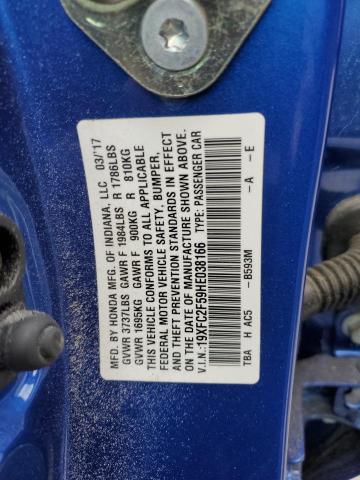 MFD. BY HONDA MFG. OF INDIANA, LLC 03/'17
GVWR 3737LBS GAWR F 1984LBS R 1786LBS
GVWR 1695KG GAWR F 900KG R 810KG
THIS VEHICLE CONFORMS TO ALL APPLICABLE
FEDERAL MOTOR VEHICLE SAFETY, BUMPER,
AND THEFT PREVENTION STANDARDS IN EFFECT
ON THE DATE OF MANUFACTURE SHOWN ABOVE.
V.I.N.:19XFC2F59HE038166 TYPE: PASSENGER CAR
TBA H AC5 -B593M -A -E